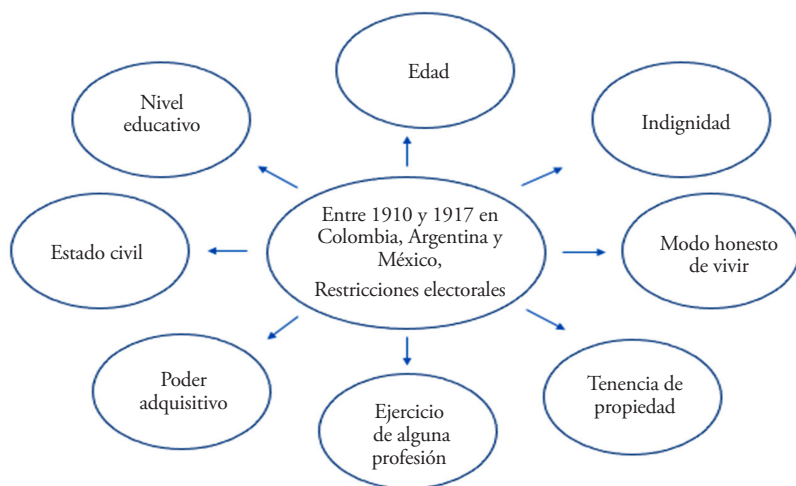 Edad
Nivel
educativo
Indignidad
Entre 1910 y 1917 en
Colombia, Argentina y
México,
Restricciones electorales
Estado civil
Modo honesto
de vivir
Poder
adquisitivo
Ejercicio
de alguna
profesión
Tenencia de
propiedad